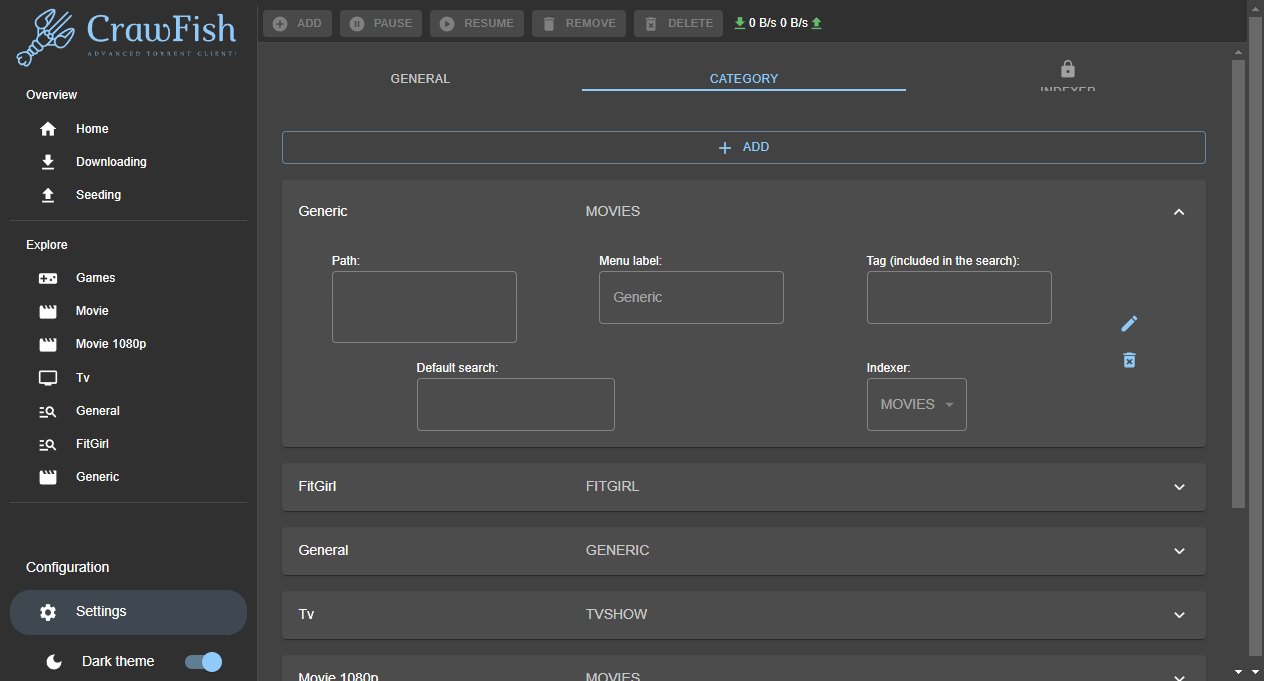 CrawFish
ADVANCED TORRENT CLIENT!
Overview
Home
Downloading
Seeding
Explore
Games
Movie
Movie 1080p
Tv
General
FitGirl
Generic
Configuration
Settings
Dark theme
ADD PAUSE RESUME REMOVE DELETE 0 B/s 0 B/s
GENERAL CATEGORY INDEXER
ADD
Generic MOVIES
Path: Menu label: Tag (included in the search):
Generic
Default search: Indexer:
MOVIES
FitGirl FITGIRL
General GENERIC
Tv TVSHOW
Movie 1080p MOVIES